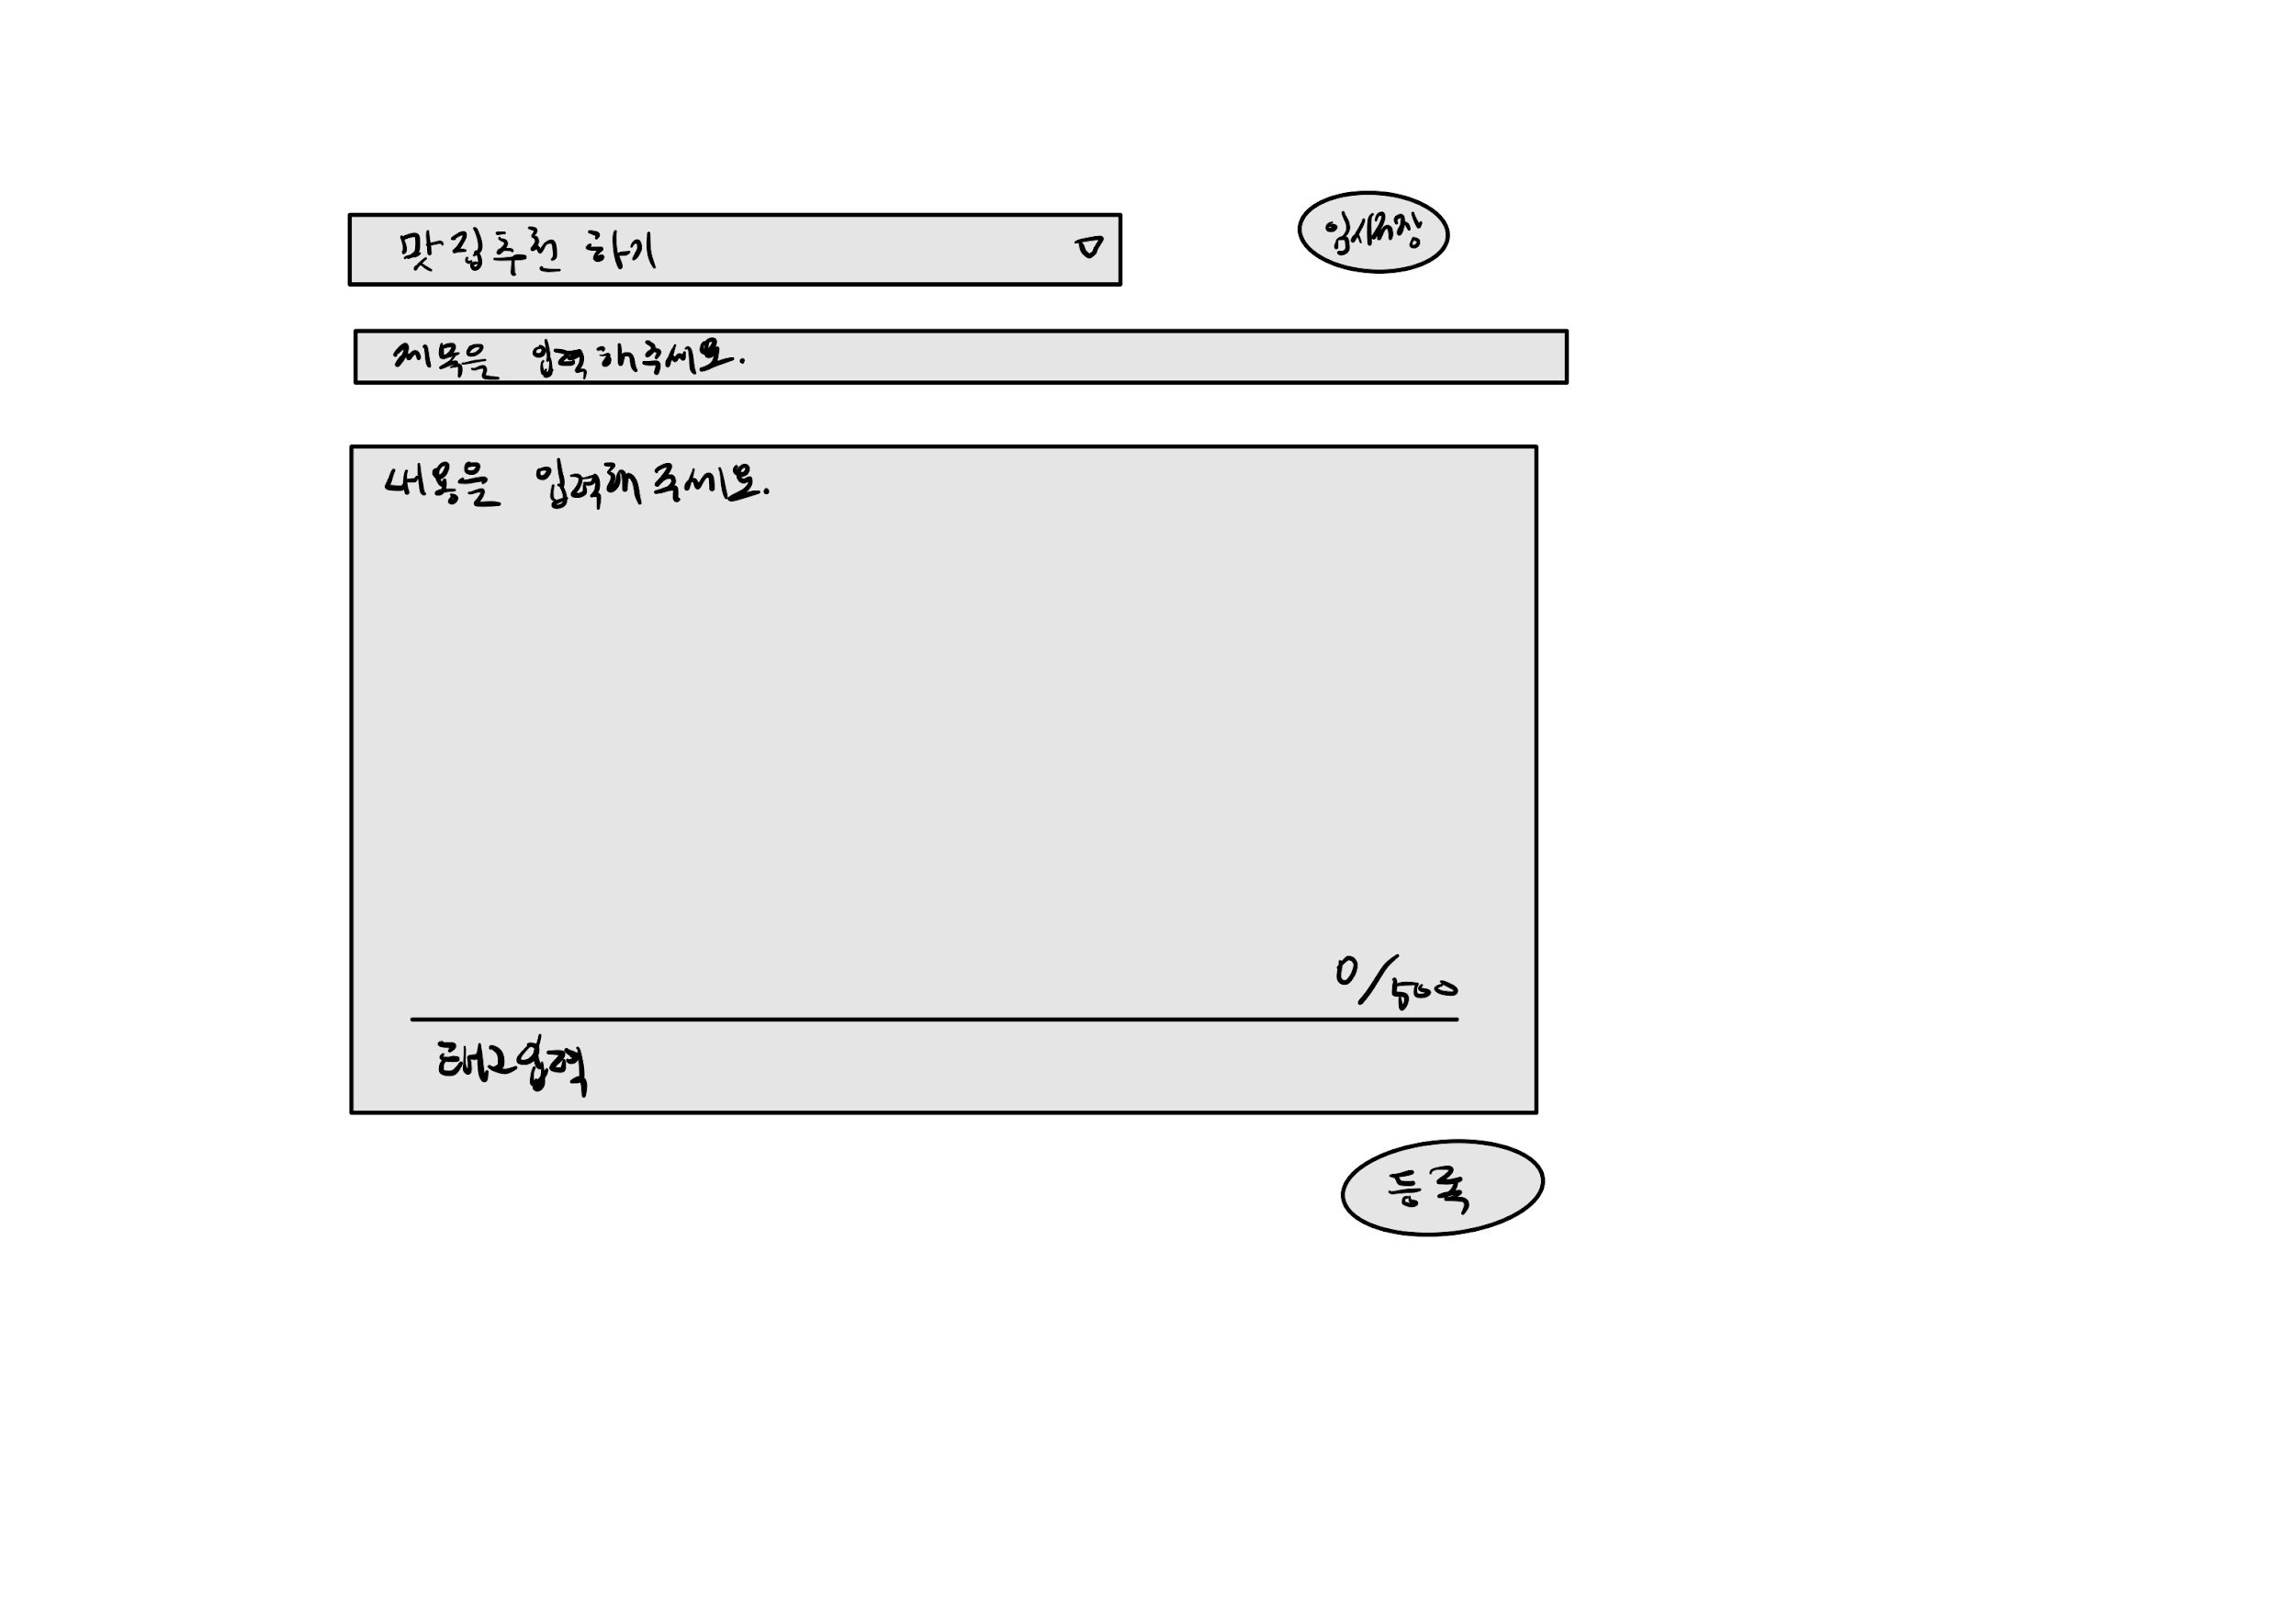 맛집추천 하기
임시저장
제목을 입력해주세요.
내용을 입력해주세요.
0/500
태그입력
등록